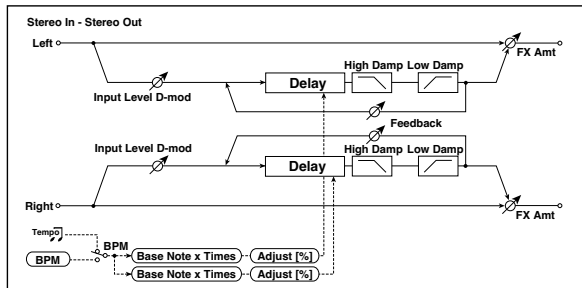 Stereo In - Stereo Out
Left
FX Amt
High Damp Low Damp
Delay
Input Level D-mod
Feedback
Input Level D-mod
High Damp Low Damp
Delay
Right
FX Amt
Tempo
BPM
BPM
Base Note x Times Adjust [%]
Base Note x Times Adjust [%]